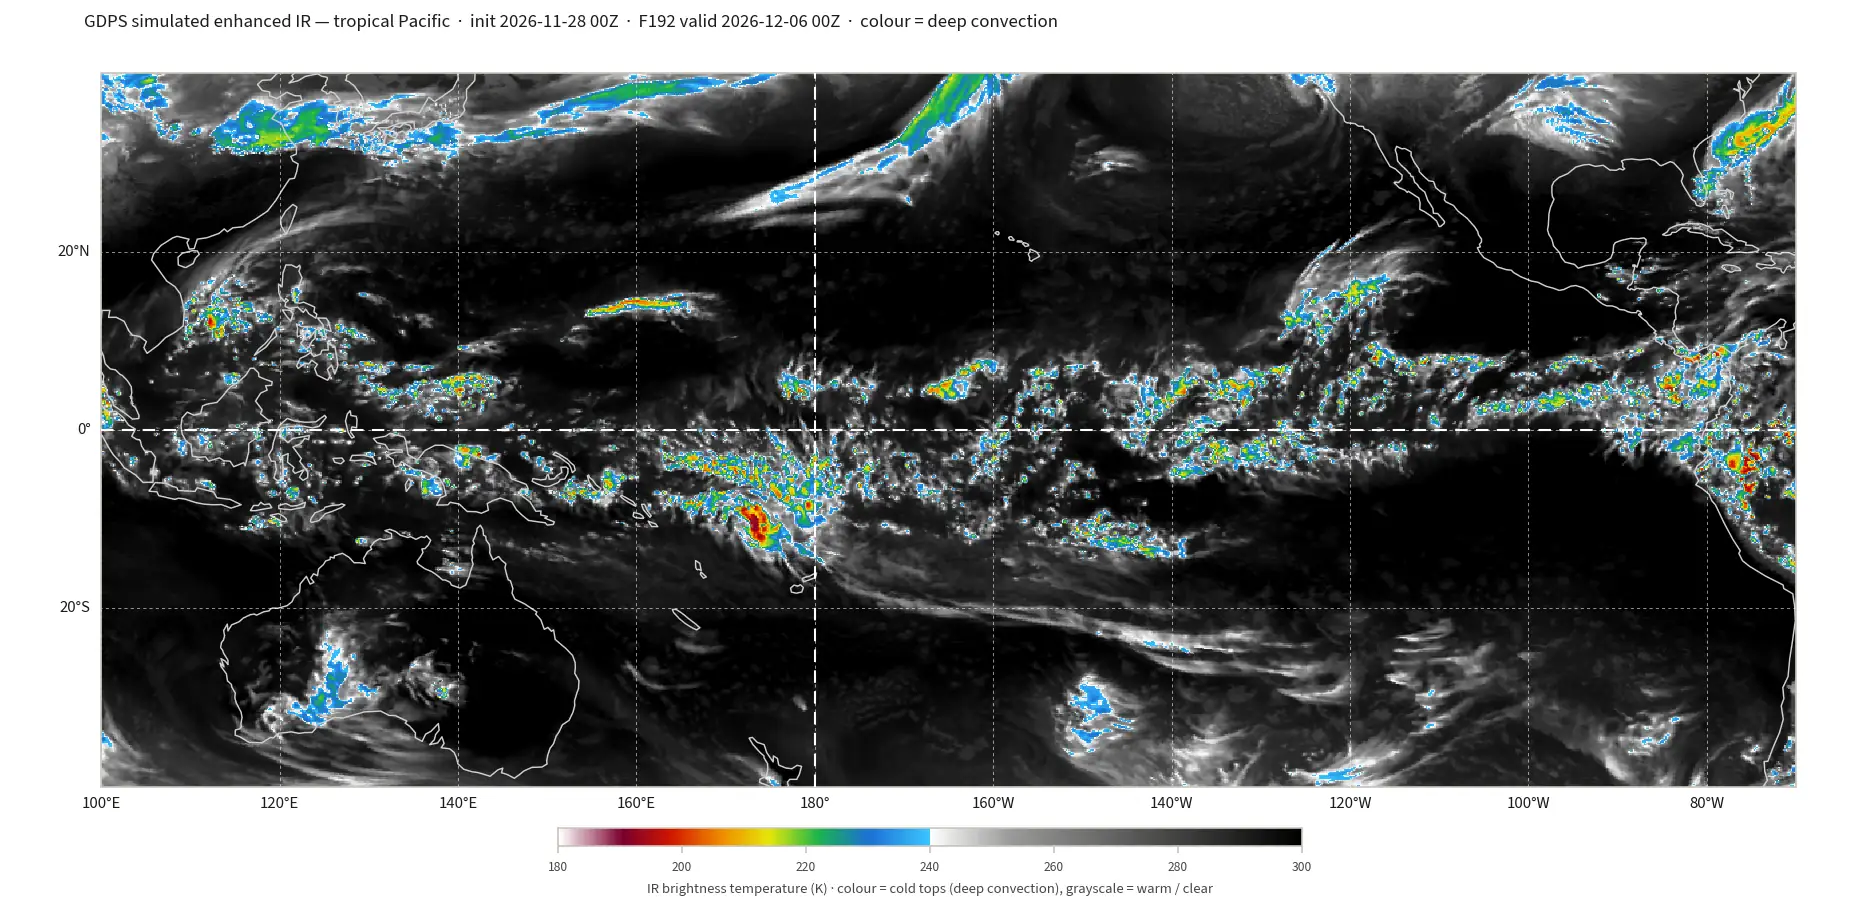 GDPS simulated enhanced IR — tropical Pacific · init 2026-11-28 00Z · F192 valid 2026-12-06 00Z · colour = deep convection
20°N
0°
20°S
100°E 120°E 140°E 160°E 180° 160°W 140°W 120°W 100°W 80°W
180 200 220 240 260 280 300
IR brightness temperature (K) · colour = cold tops (deep convection), grayscale = warm / clear